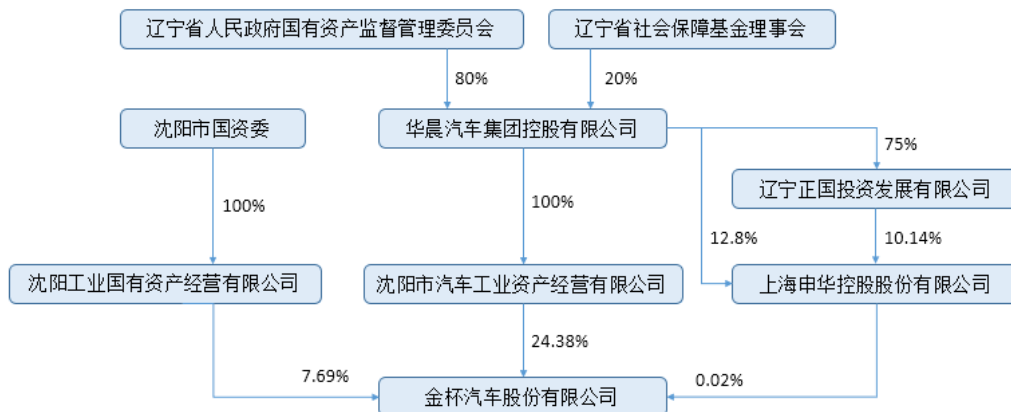 辽宁省人民政府国有资产监督管理委员会
辽宁省社会保障基金理事会
80%
20%
沈阳市国资委
华晨汽车集团控股有限公司
75%
辽宁正国投资发展有限公司
100%
100%
12.8%
10.14%
沈阳工业国有资产经营有限公司
沈阳市汽车工业资产经营有限公司
上海申华控股股份有限公司
24.38%
7.69%
0.02%
金杯汽车股份有限公司